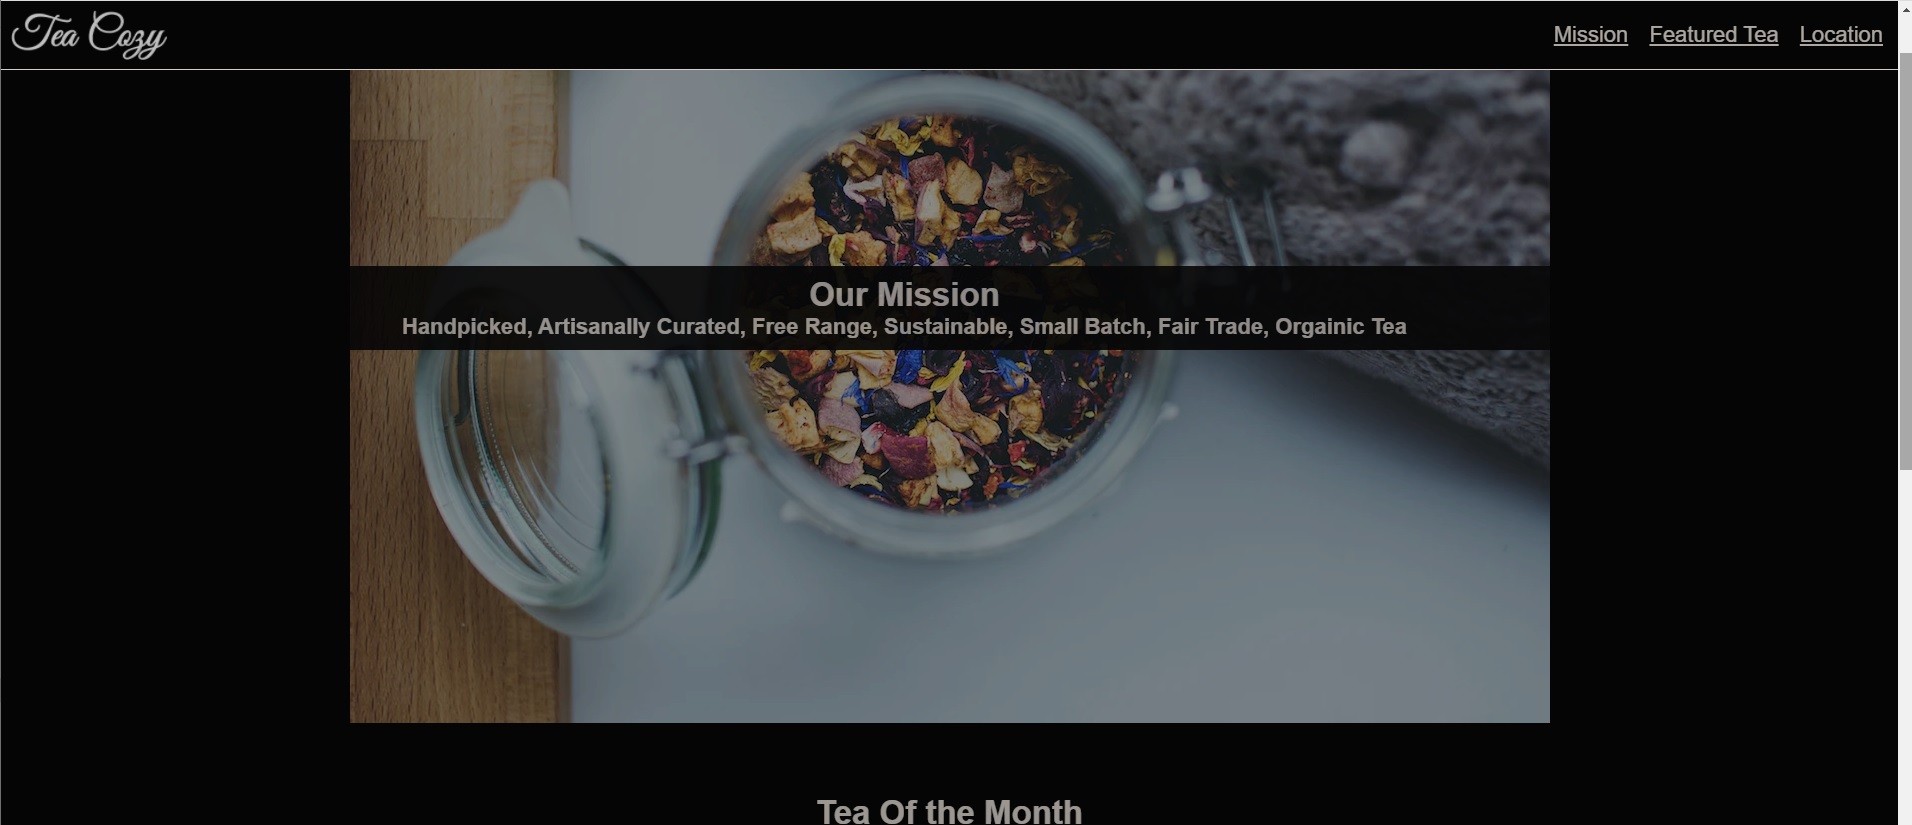 Tea Cozy
Mission Featured Tea Location
Our Mission
Handpicked, Artisanally Curated, Free Range, Sustainable, Small Batch, Fair Trade, Orgainic Tea
Tea Of the Month